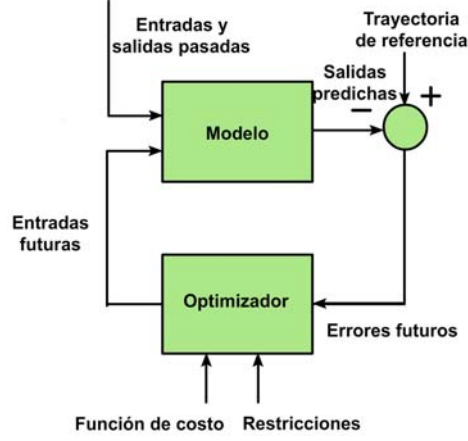 Entradas y
salidas pasadas
Trayectoria
de referencia
Salidas
predichas
+
−
Modelo
Entradas
futuras
Optimizador
Errores futuros
Función de costo
Restricciones